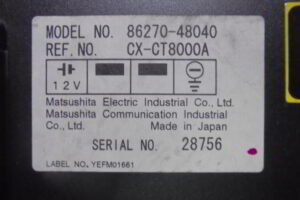 MODEL NO. 86270-48040
REF. NO. CX-CT8000A
12V
Matsushita Electric Industrial Co., Ltd.
Matsushita Communication Industrial
Co., Ltd. Made in Japan
SERIAL NO. 28756
LABEL NO. YEFM01661